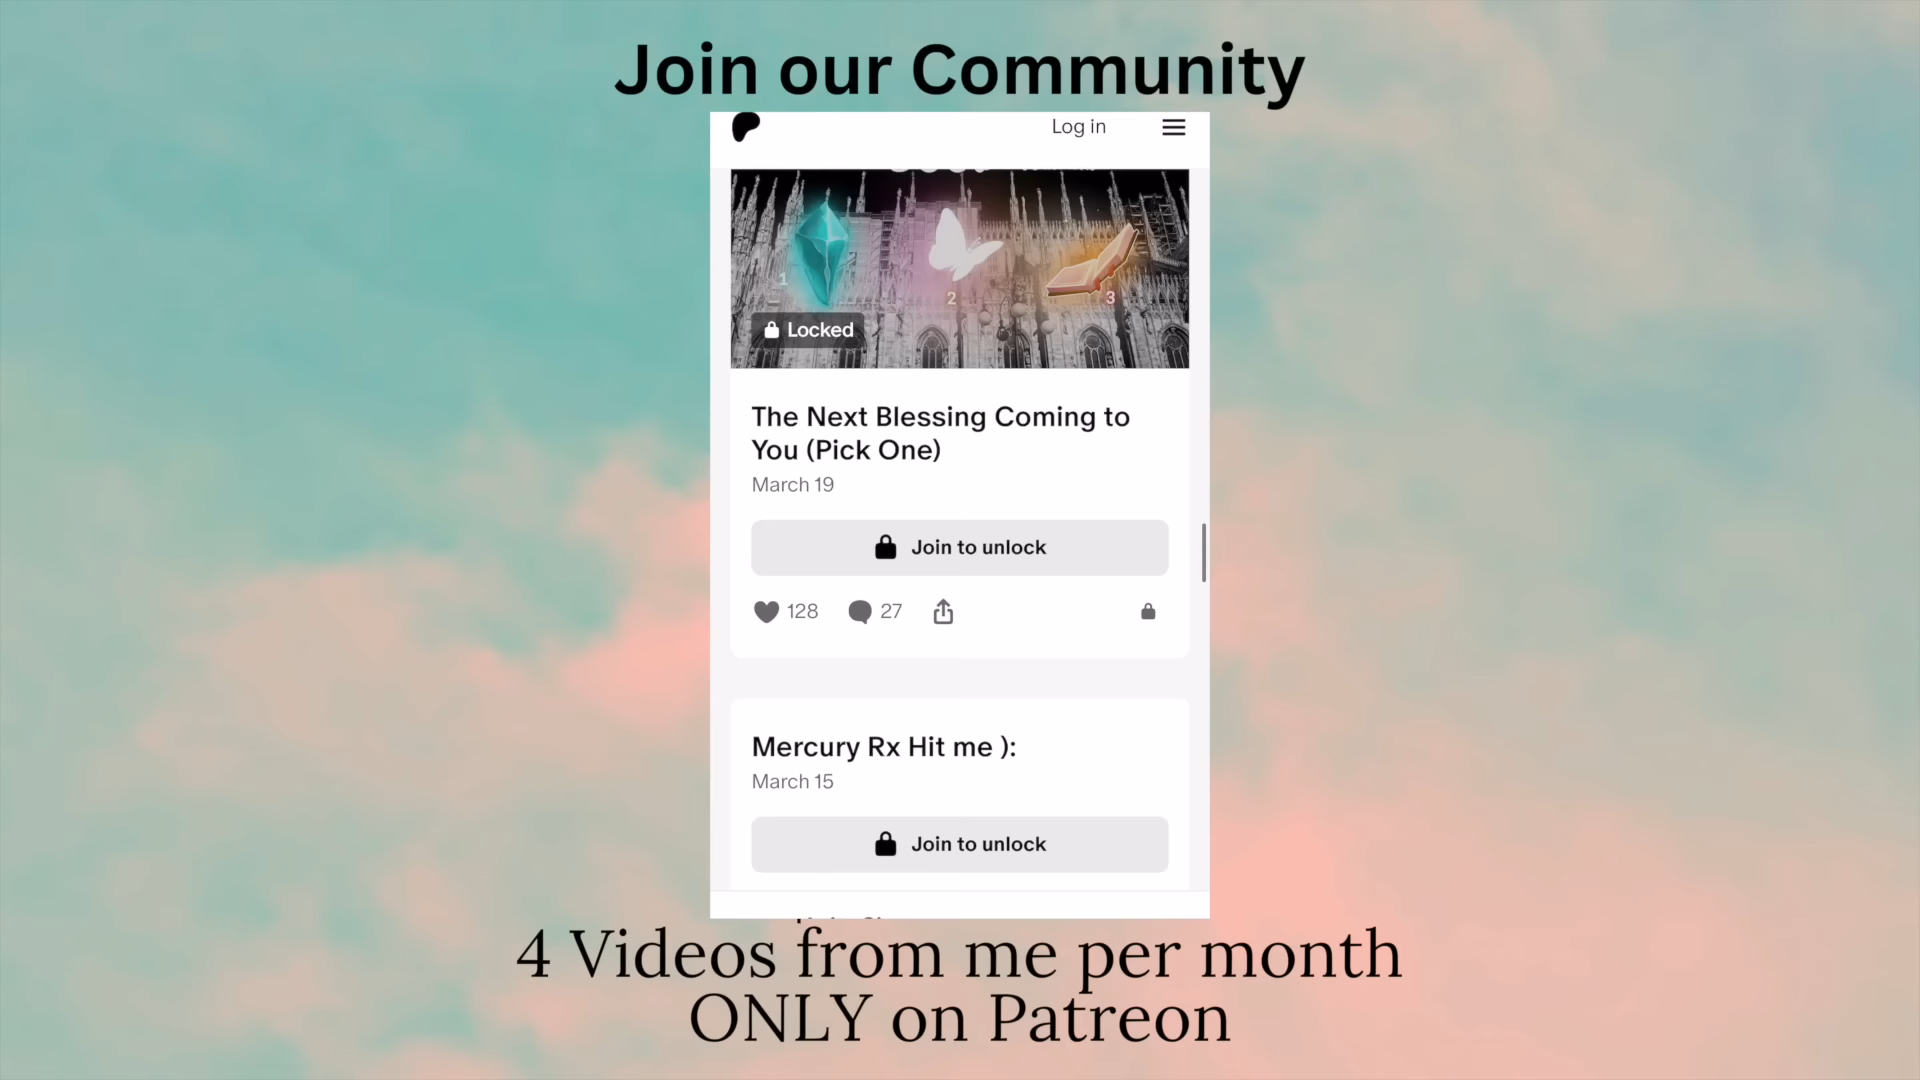 Join our Community
Log in
1
2
3
Locked
The Next Blessing Coming to
You (Pick One)
March 19
Join to unlock
128
27
Mercury Rx Hit me ):
March 15
Join to unlock
4 Videos from me per month
ONLY on Patreon